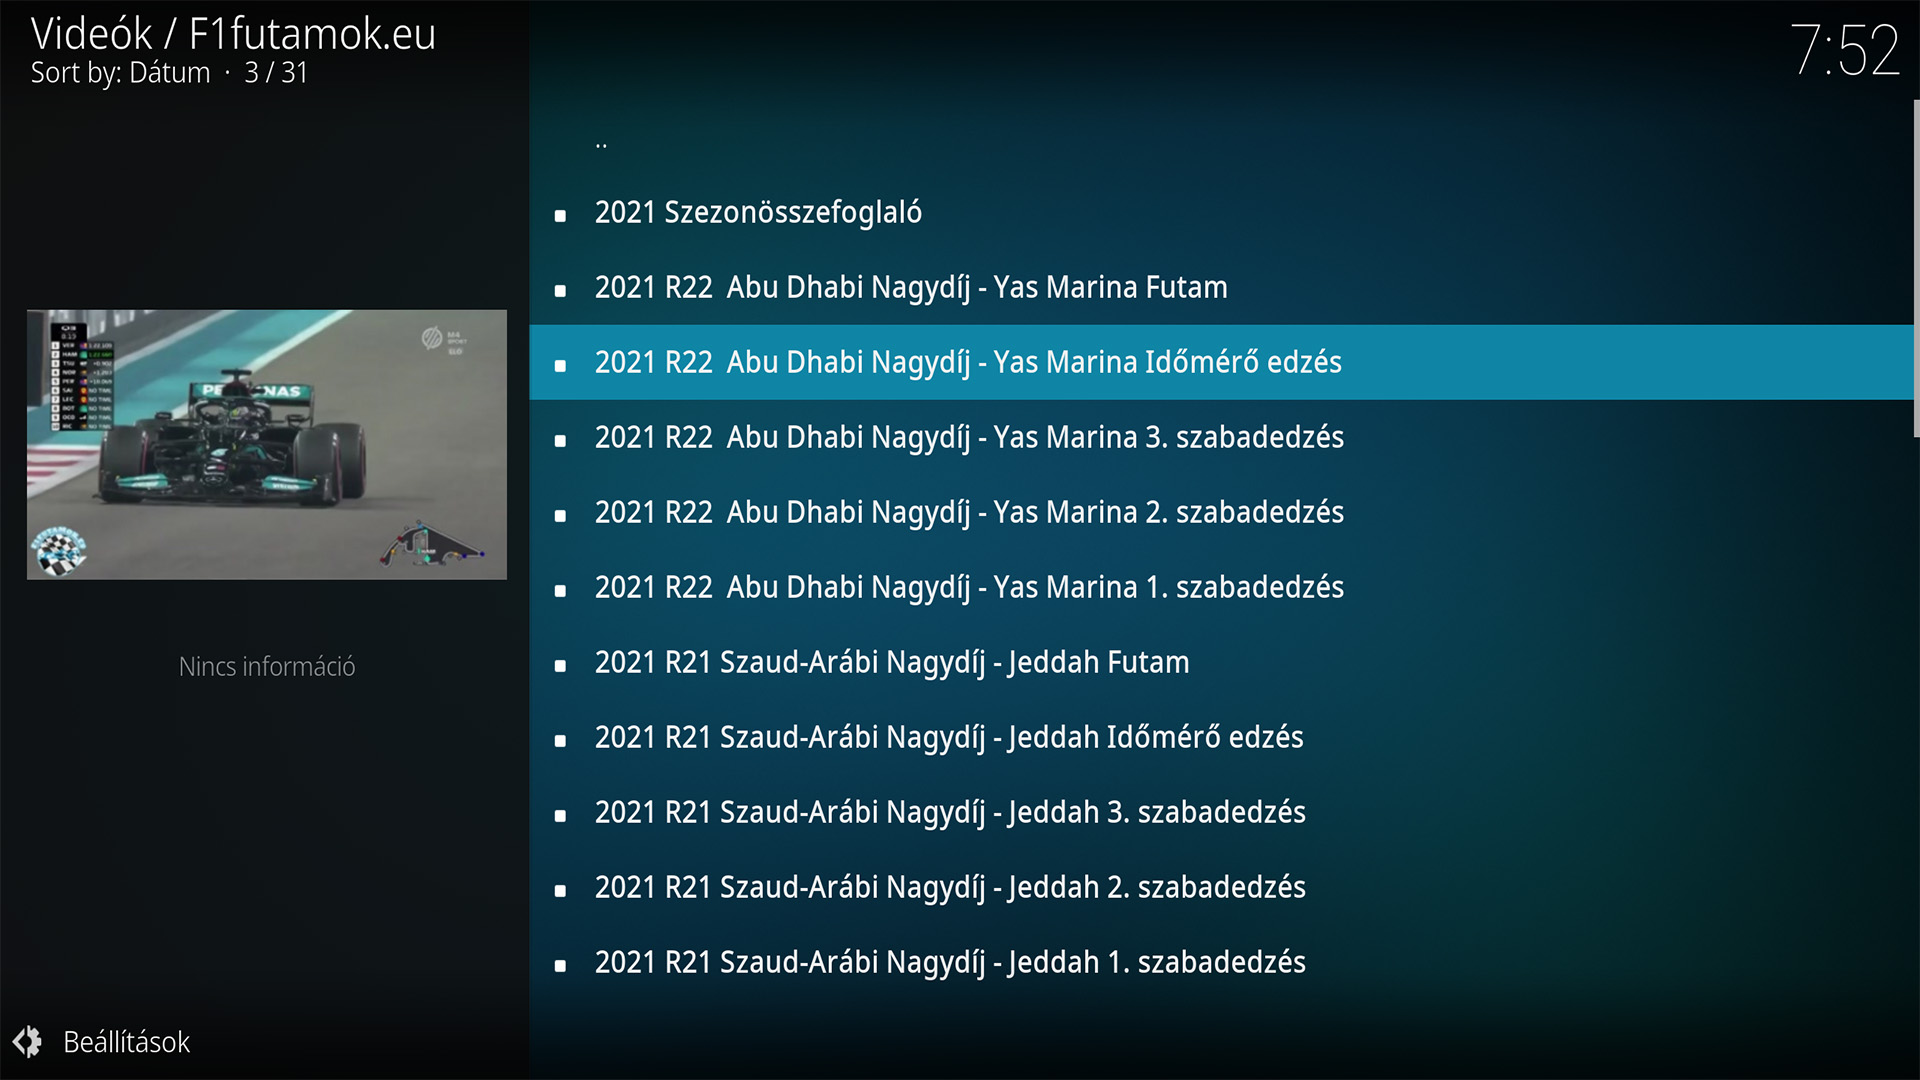 Videók / F1futamok.eu
Sort by: Dátum · 3 / 31
7:52
..
2021 Szezonösszefoglaló
2021 R22 Abu Dhabi Nagydíj - Yas Marina Futam
2021 R22 Abu Dhabi Nagydíj - Yas Marina Időmérő edzés
2021 R22 Abu Dhabi Nagydíj - Yas Marina 3. szabadedzés
2021 R22 Abu Dhabi Nagydíj - Yas Marina 2. szabadedzés
2021 R22 Abu Dhabi Nagydíj - Yas Marina 1. szabadedzés
2021 R21 Szaud-Arábi Nagydíj - Jeddah Futam
2021 R21 Szaud-Arábi Nagydíj - Jeddah Időmérő edzés
2021 R21 Szaud-Arábi Nagydíj - Jeddah 3. szabadedzés
2021 R21 Szaud-Arábi Nagydíj - Jeddah 2. szabadedzés
2021 R21 Szaud-Arábi Nagydíj - Jeddah 1. szabadedzés
M4
SPORT
ÉLŐ
Nincs információ
Beállítások